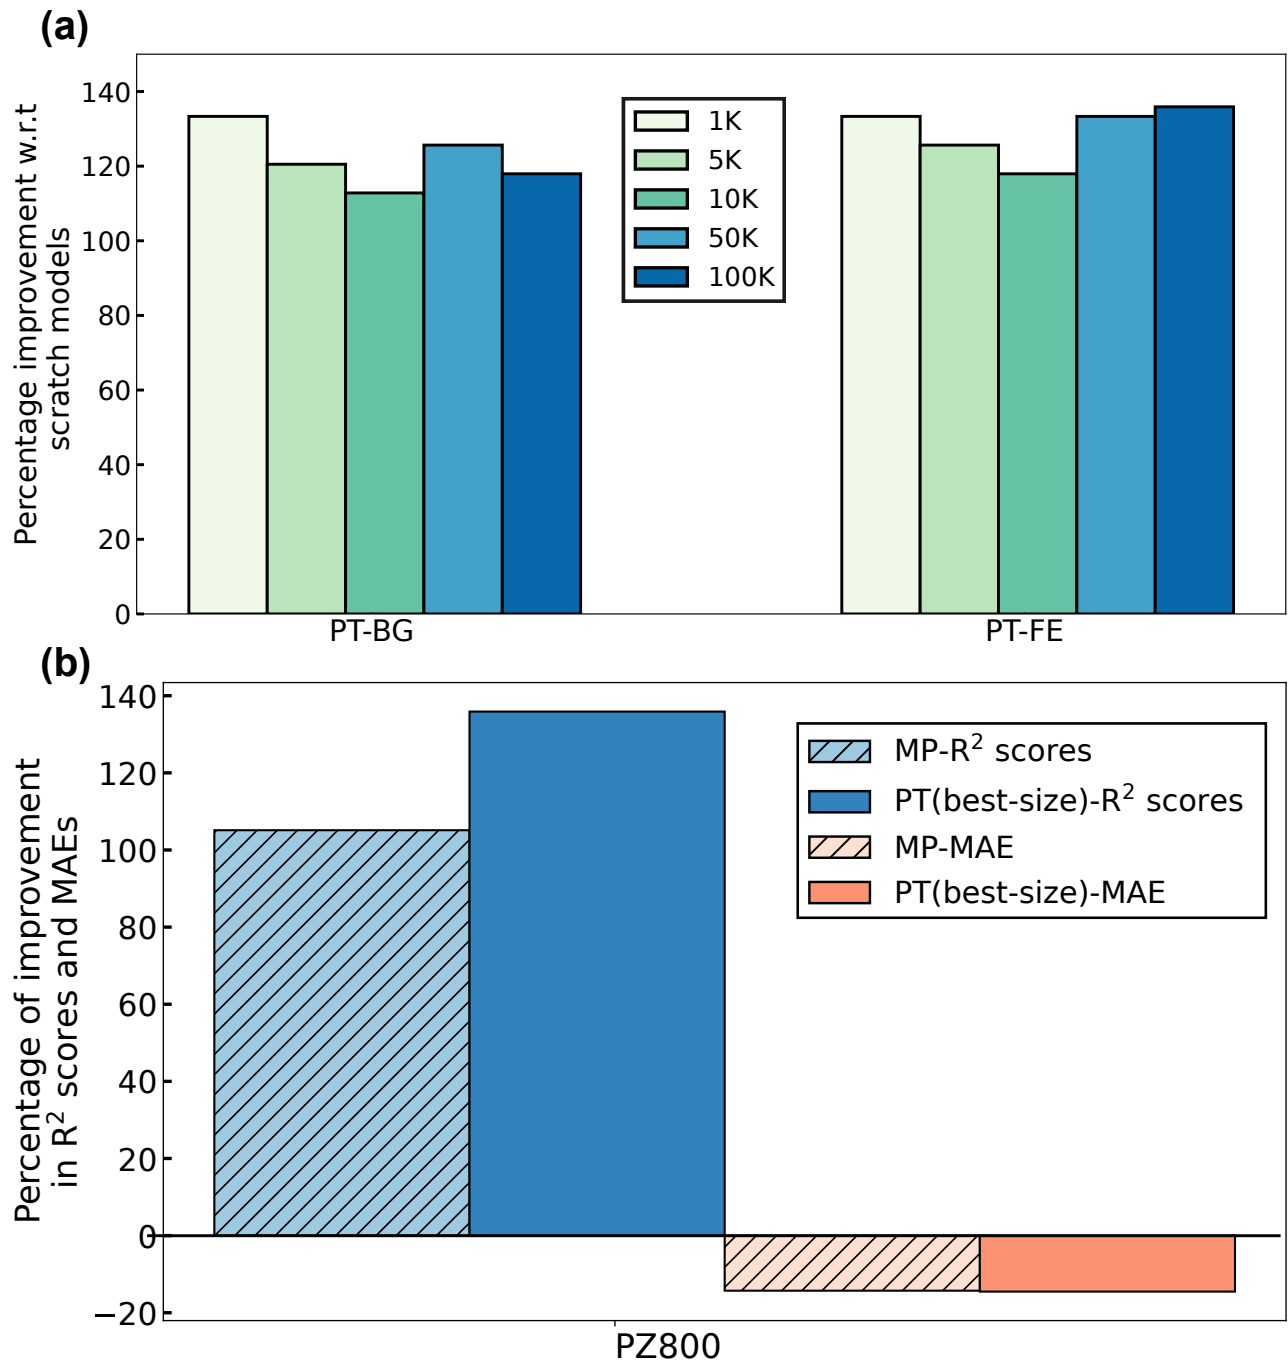 (a)
Percentage improvement w.r.t
scratch models
140
120
100
80
60
40
20
0
1K
5K
10K
50K
100K
PT-BG
PT-FE
(b)
Percentage of improvement
in R² scores and MAEs
140
120
100
80
60
40
20
0
−20
MP-R² scores
PT(best-size)-R² scores
MP-MAE
PT(best-size)-MAE
PZ800